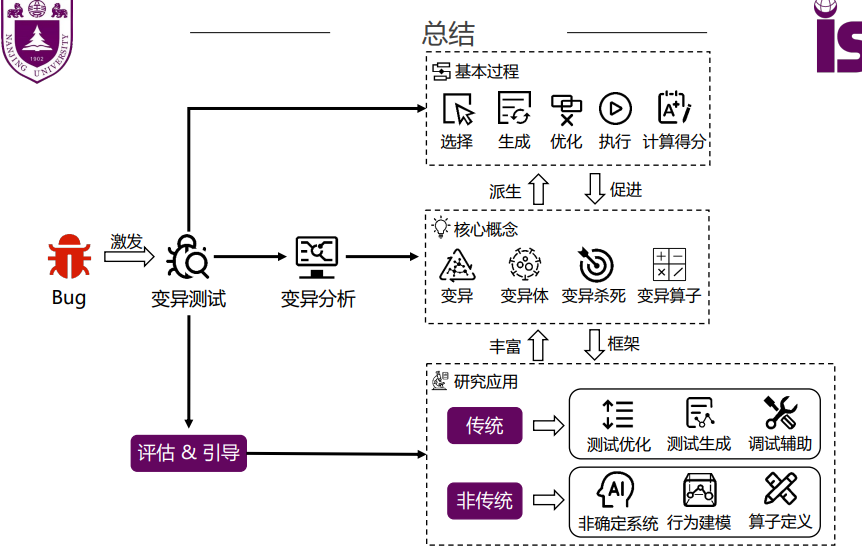 总结
NANJING UNIVERSITY
1902
is
基本过程
选择 生成 优化 执行 计算得分
A+
派生 促进
核心概念
Bug 激发 变异测试 变异分析
变异 变异体 变异杀死 变异算子
丰富 框架
研究应用
传统
测试优化 测试生成 调试辅助
评估 & 引导
非传统
AI
非确定系统 行为建模 算子定义